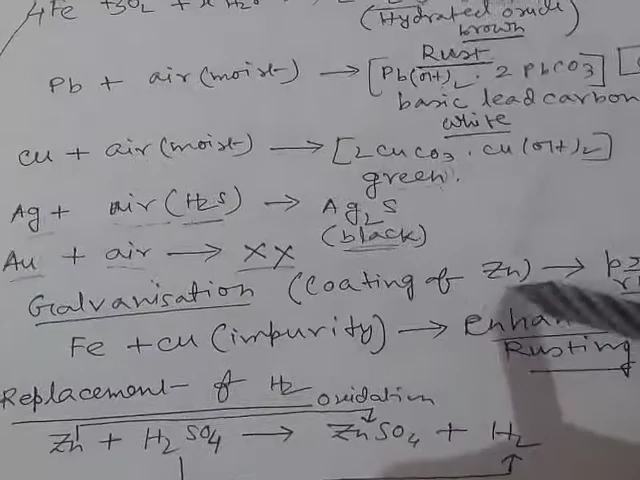 4Fe + 3O2 + x H2O
(Hydrated oxide)
brown
Rust
Pb + air (moist) → [Pb(OH)2 · 2 PbCO3]
basic lead carbon
white
Cu + air (moist) → [2CuCO3 · Cu(OH)2]
green.
Ag + air (H2S) → Ag2S
(black)
Au + air → XX
Galvanisation (Coating of Zn) →
Fe + Cu (impurity) → enhan
Rusting
Replacement of H2
oxidation
Zn + H2SO4 → ZnSO4 + H2